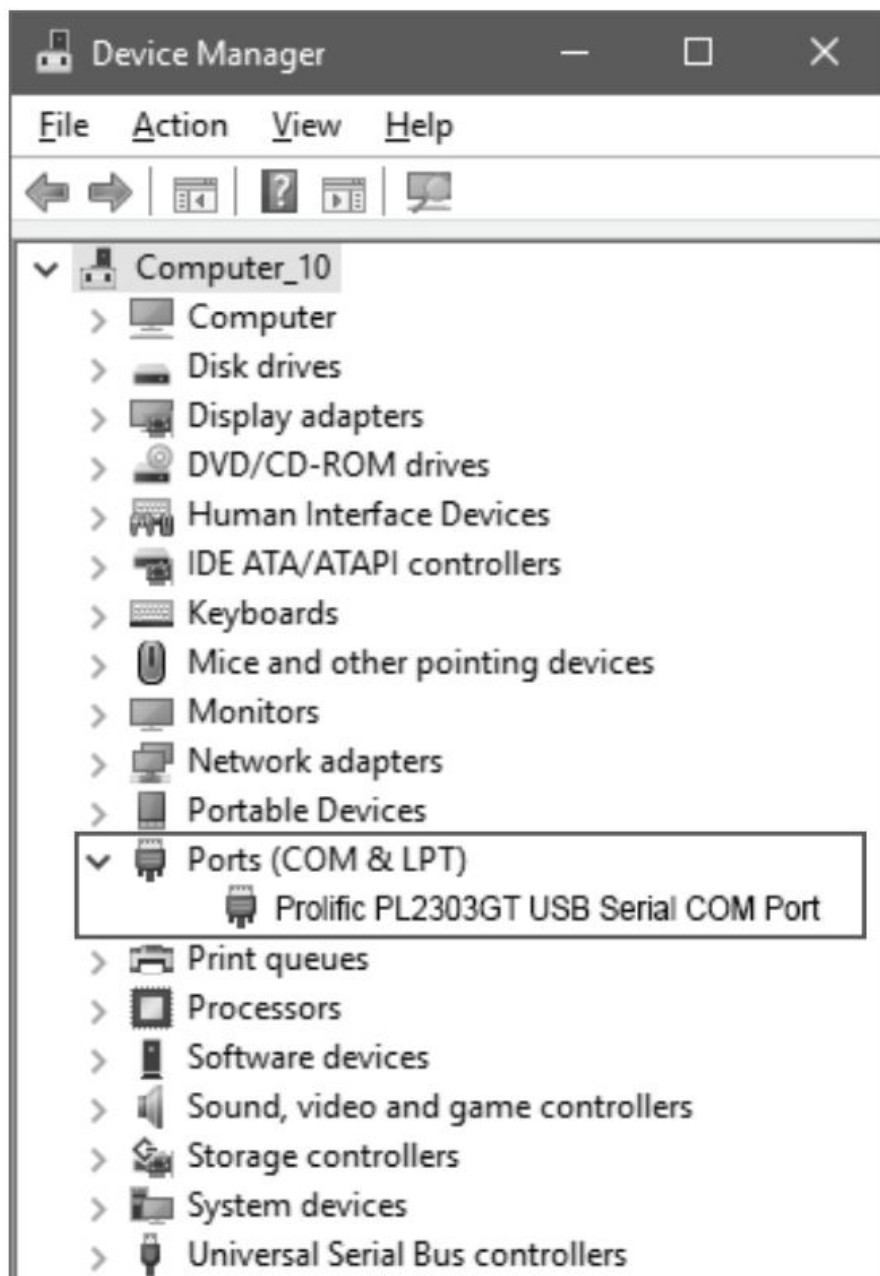 Device Manager
File Action View Help
Computer_10
Computer
Disk drives
Display adapters
DVD/CD-ROM drives
Human Interface Devices
IDE ATA/ATAPI controllers
Keyboards
Mice and other pointing devices
Monitors
Network adapters
Portable Devices
Ports (COM & LPT)
Prolific PL2303GT USB Serial COM Port
Print queues
Processors
Software devices
Sound, video and game controllers
Storage controllers
System devices
Universal Serial Bus controllers